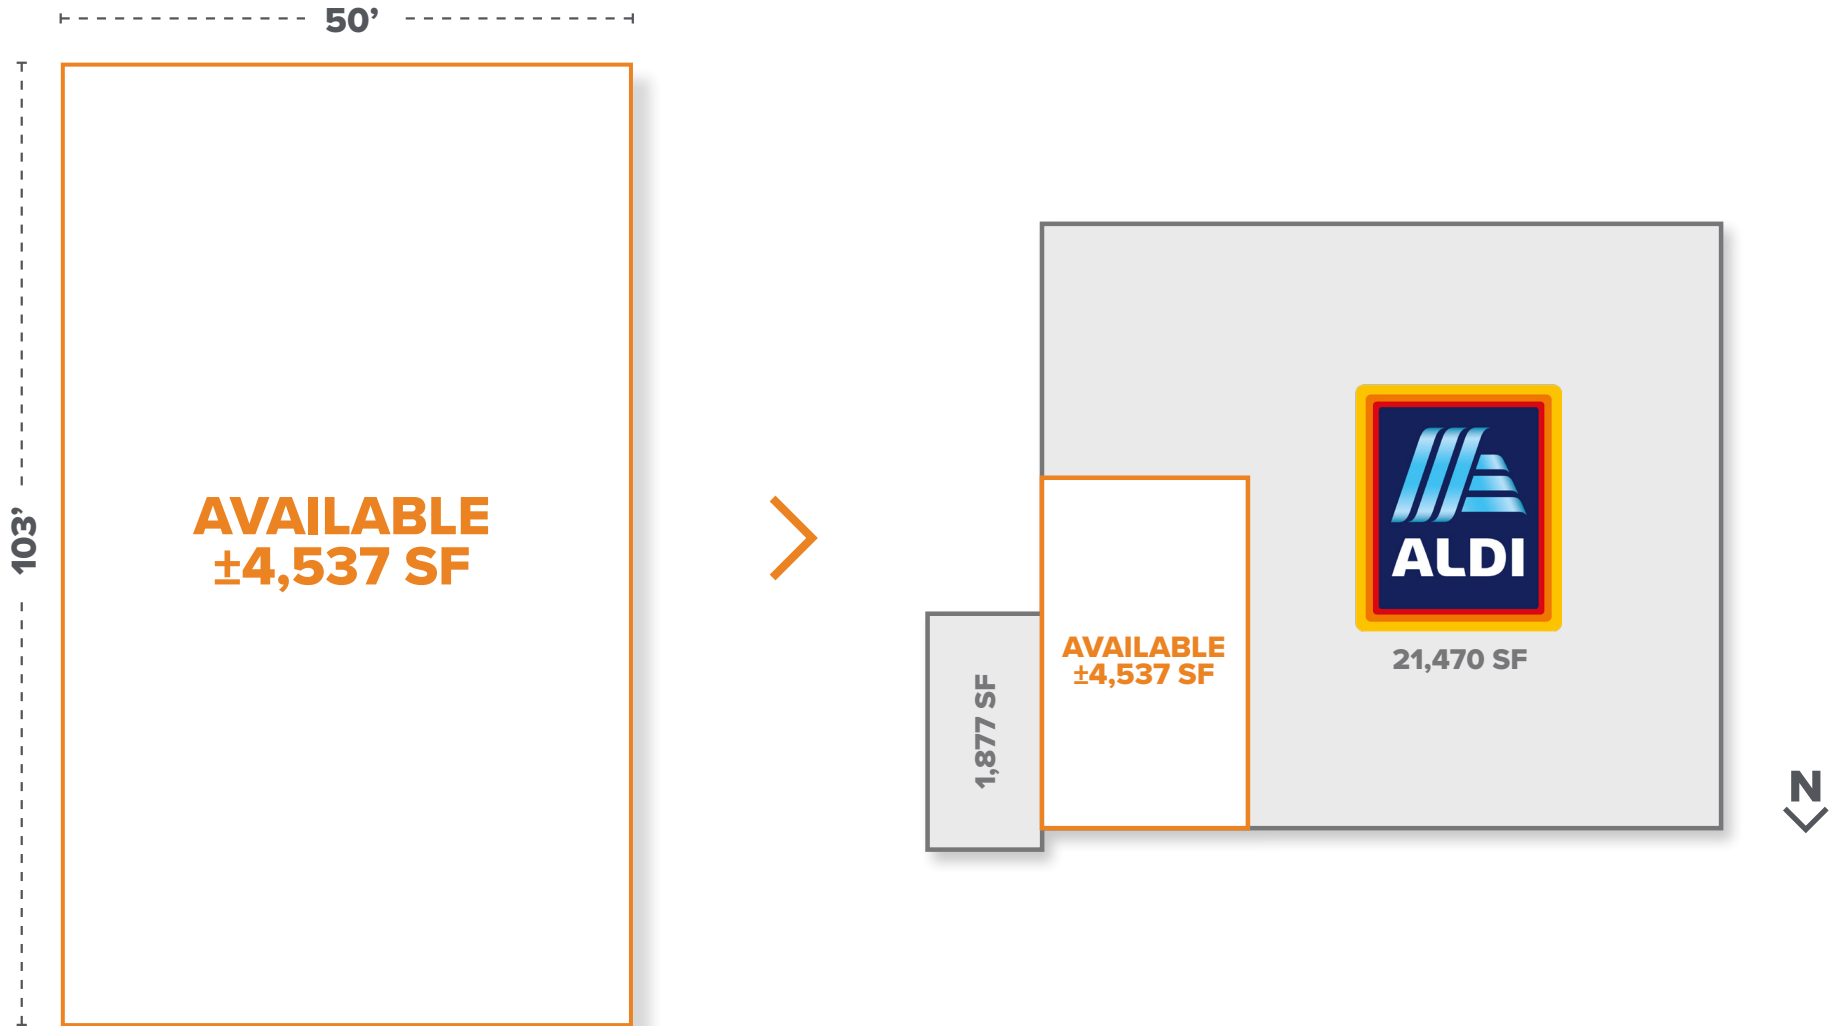 50’
103’
AVAILABLE
±4,537 SF
AVAILABLE
±4,537 SF
1,877 SF
ALDI
21,470 SF
N